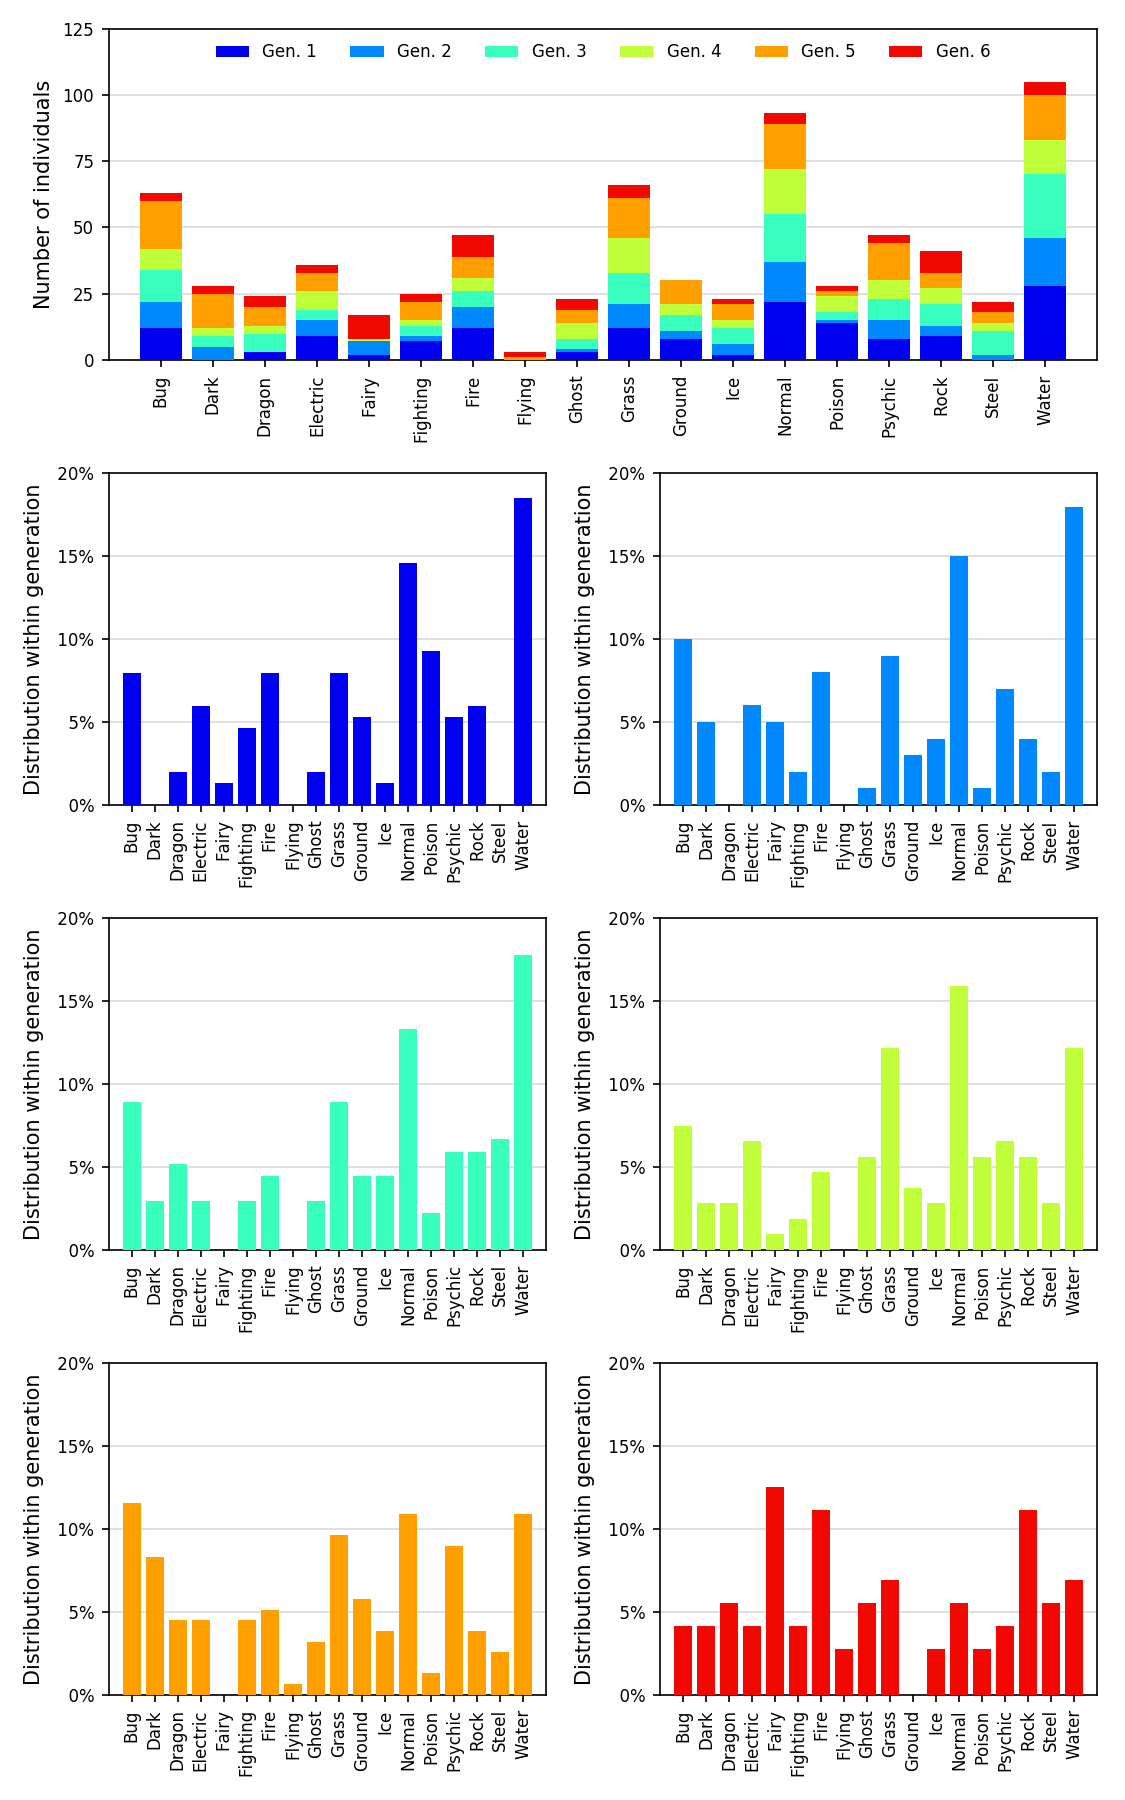 125
100
75
50
25
0
Number of individuals
Gen. 1 Gen. 2 Gen. 3 Gen. 4 Gen. 5 Gen. 6
Bug Dark Dragon Electric Fairy Fighting Fire Flying Ghost Grass Ground Ice Normal Poison Psychic Rock Steel Water
20%
15%
10%
5%
0%
Distribution within generation
Bug Dark Dragon Electric Fairy Fighting Fire Flying Ghost Grass Ground Ice Normal Poison Psychic Rock Steel Water
20%
15%
10%
5%
0%
Distribution within generation
Bug Dark Dragon Electric Fairy Fighting Fire Flying Ghost Grass Ground Ice Normal Poison Psychic Rock Steel Water
20%
15%
10%
5%
0%
Distribution within generation
Bug Dark Dragon Electric Fairy Fighting Fire Flying Ghost Grass Ground Ice Normal Poison Psychic Rock Steel Water
20%
15%
10%
5%
0%
Distribution within generation
Bug Dark Dragon Electric Fairy Fighting Fire Flying Ghost Grass Ground Ice Normal Poison Psychic Rock Steel Water
20%
15%
10%
5%
0%
Distribution within generation
Bug Dark Dragon Electric Fairy Fighting Fire Flying Ghost Grass Ground Ice Normal Poison Psychic Rock Steel Water
20%
15%
10%
5%
0%
Distribution within generation
Bug Dark Dragon Electric Fairy Fighting Fire Flying Ghost Grass Ground Ice Normal Poison Psychic Rock Steel Water